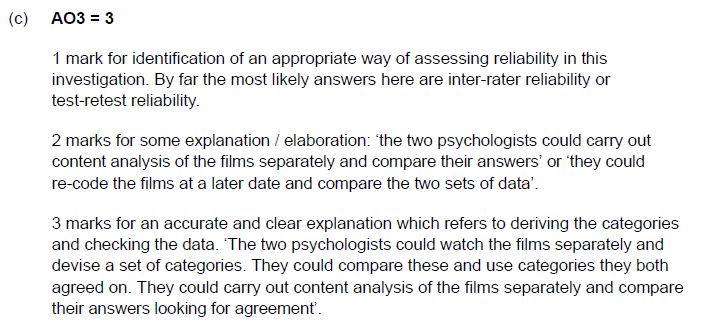 (c) AO3 = 3
1 mark for identification of an appropriate way of assessing reliability in this
investigation. By far the most likely answers here are inter-rater reliability or
test-retest reliability.
2 marks for some explanation / elaboration: ‘the two psychologists could carry out
content analysis of the films separately and compare their answers’ or ‘they could
re-code the films at a later date and compare the two sets of data’.
3 marks for an accurate and clear explanation which refers to deriving the categories
and checking the data. ‘The two psychologists could watch the films separately and
devise a set of categories. They could compare these and use categories they both
agreed on. They could carry out content analysis of the films separately and compare
their answers looking for agreement’.